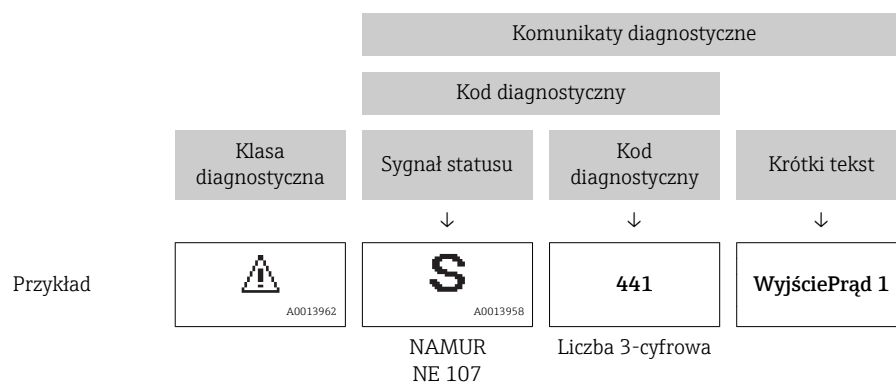 Komunikaty diagnostyczne
Kod diagnostyczny
Klasa
diagnostyczna
Sygnał statusu
Kod
diagnostyczny
Krótki tekst
↓ ↓ ↓
Przykład
A0013962
S
A0013958
441
WyjściePrąd 1
NAMUR
NE 107
Liczba 3-cyfrowa